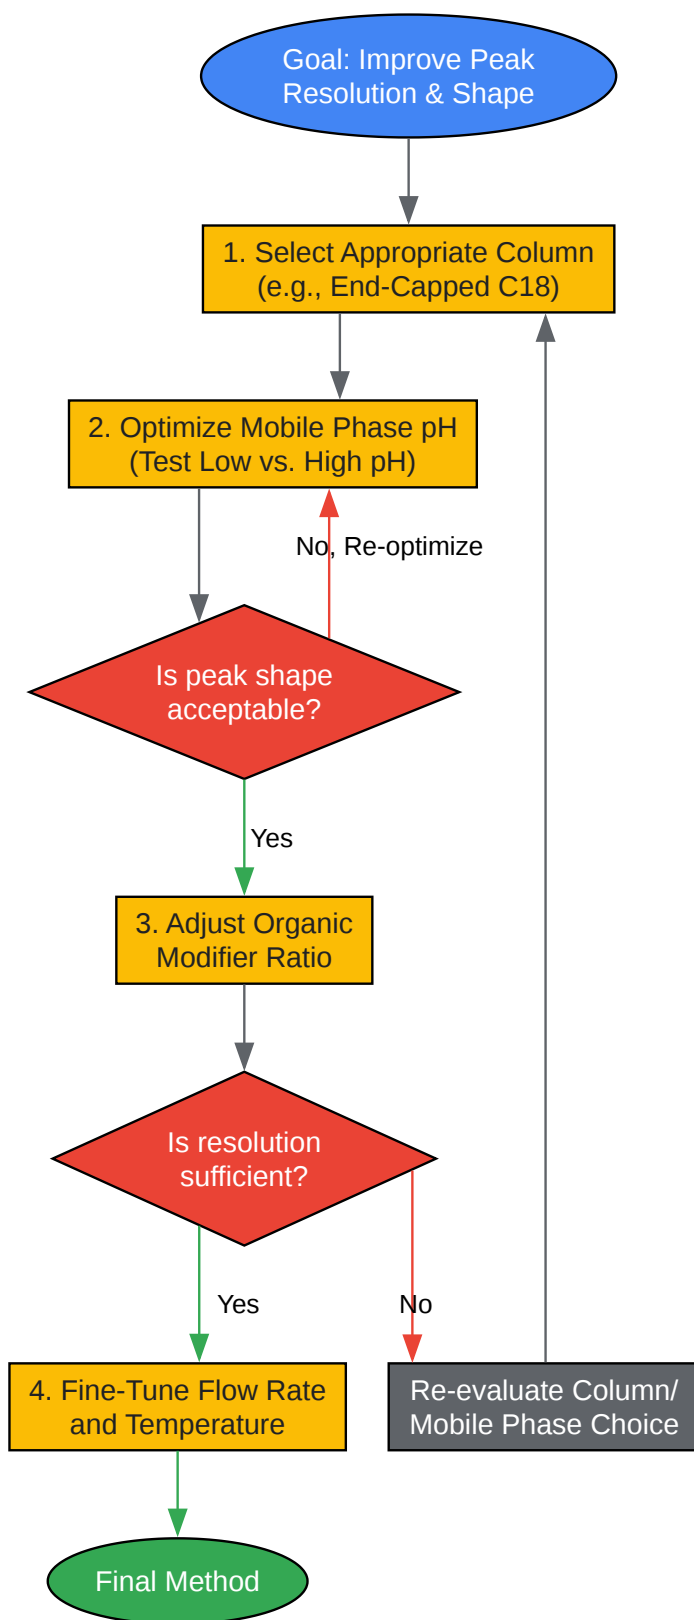 Goal: Improve Peak
Resolution & Shape
1. Select Appropriate Column
(e.g., End-Capped C18)
2. Optimize Mobile Phase pH
(Test Low vs. High pH)
No, Re-optimize
Is peak shape
acceptable?
Yes
3. Adjust Organic
Modifier Ratio
Is resolution
sufficient?
Yes
No
4. Fine-Tune Flow Rate
and Temperature
Re-evaluate Column/
Mobile Phase Choice
Final Method